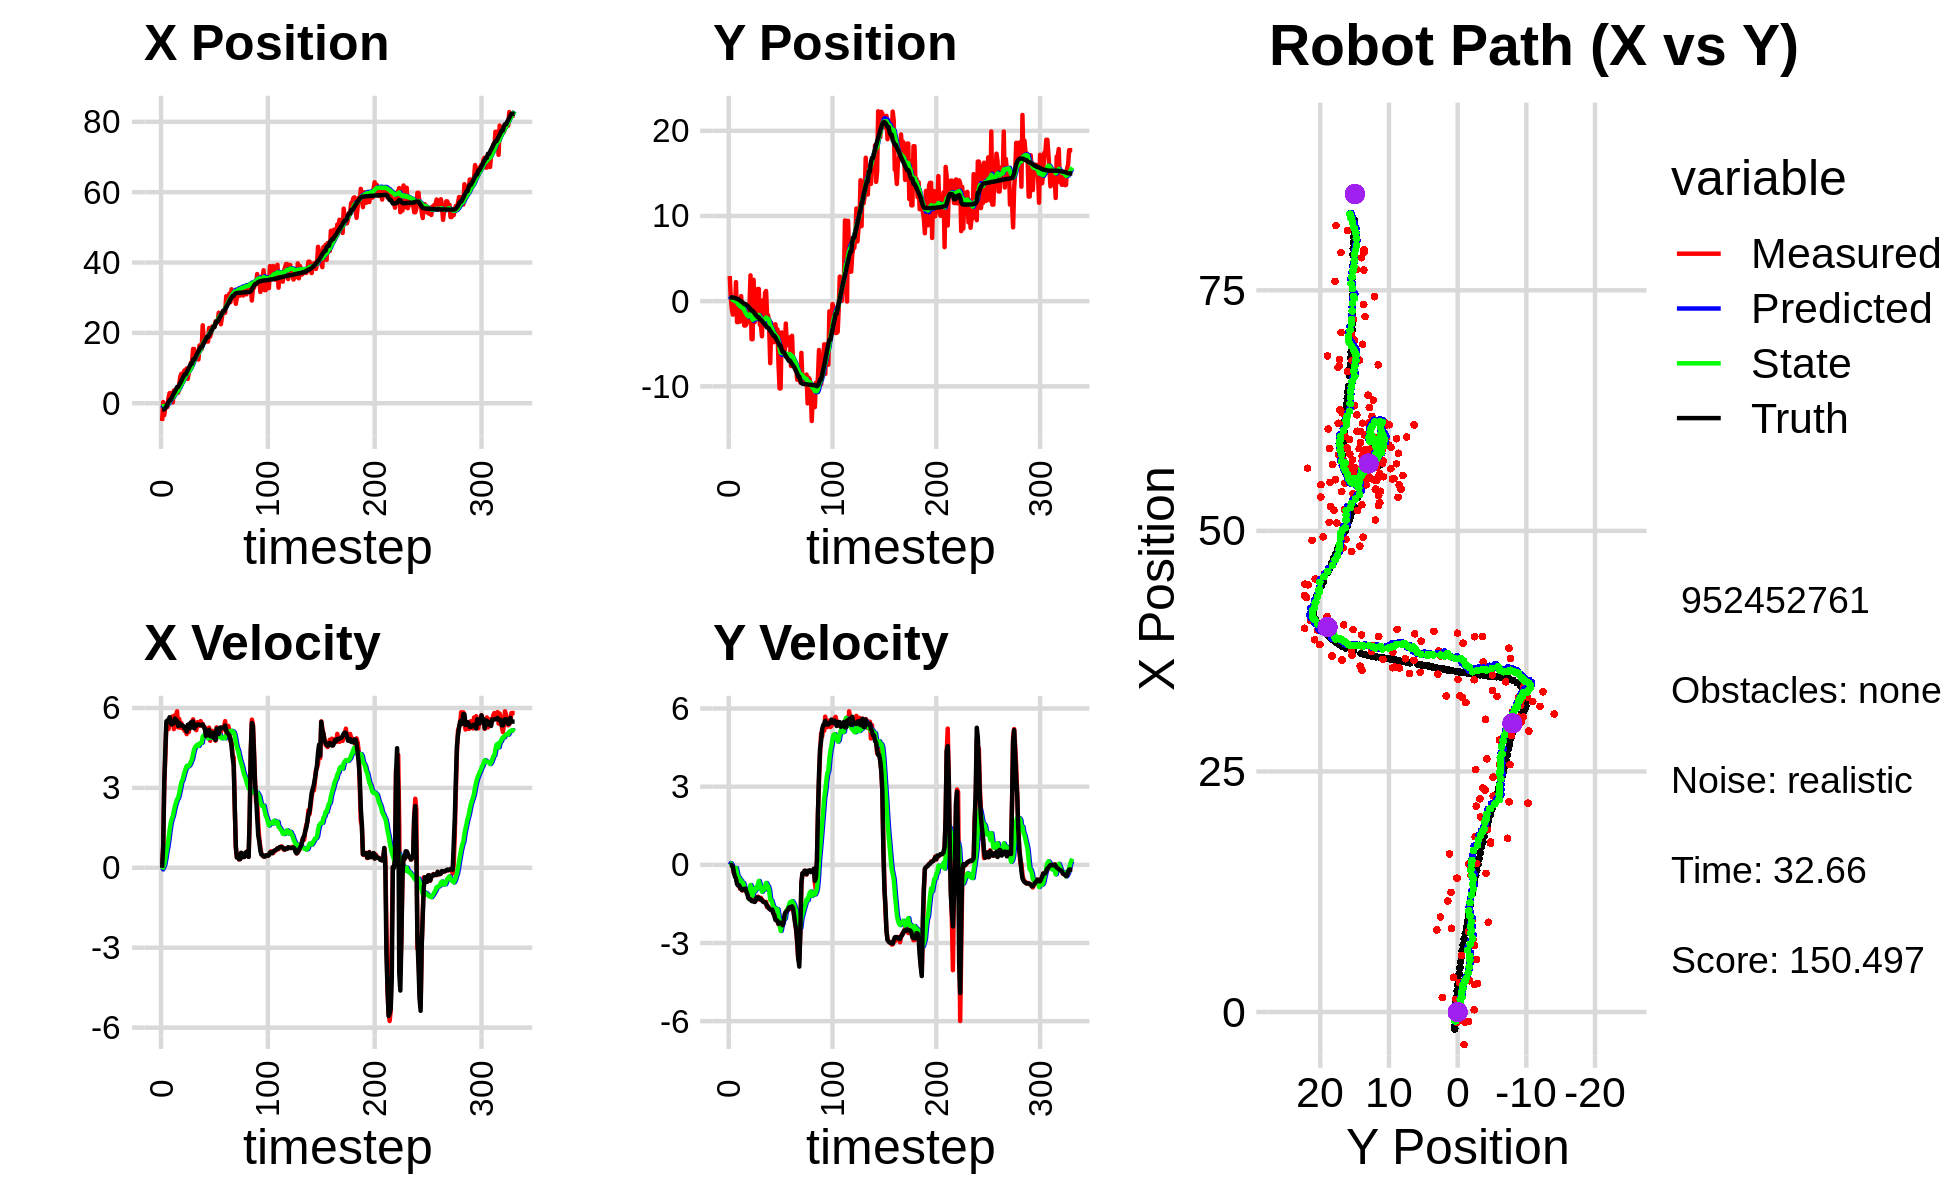 X Position
80
60
40
20
0
0
100
200
300
timestep
Y Position
20
10
0
-10
0
100
200
300
timestep
X Velocity
6
3
0
-3
-6
0
100
200
300
timestep
Y Velocity
6
3
0
-3
-6
0
100
200
300
timestep
Robot Path (X vs Y)
X Position
75
50
25
0
20 10 0 -10 -20
Y Position
variable
Measured
Predicted
State
Truth
952452761
Obstacles: none
Noise: realistic
Time: 32.66
Score: 150.497